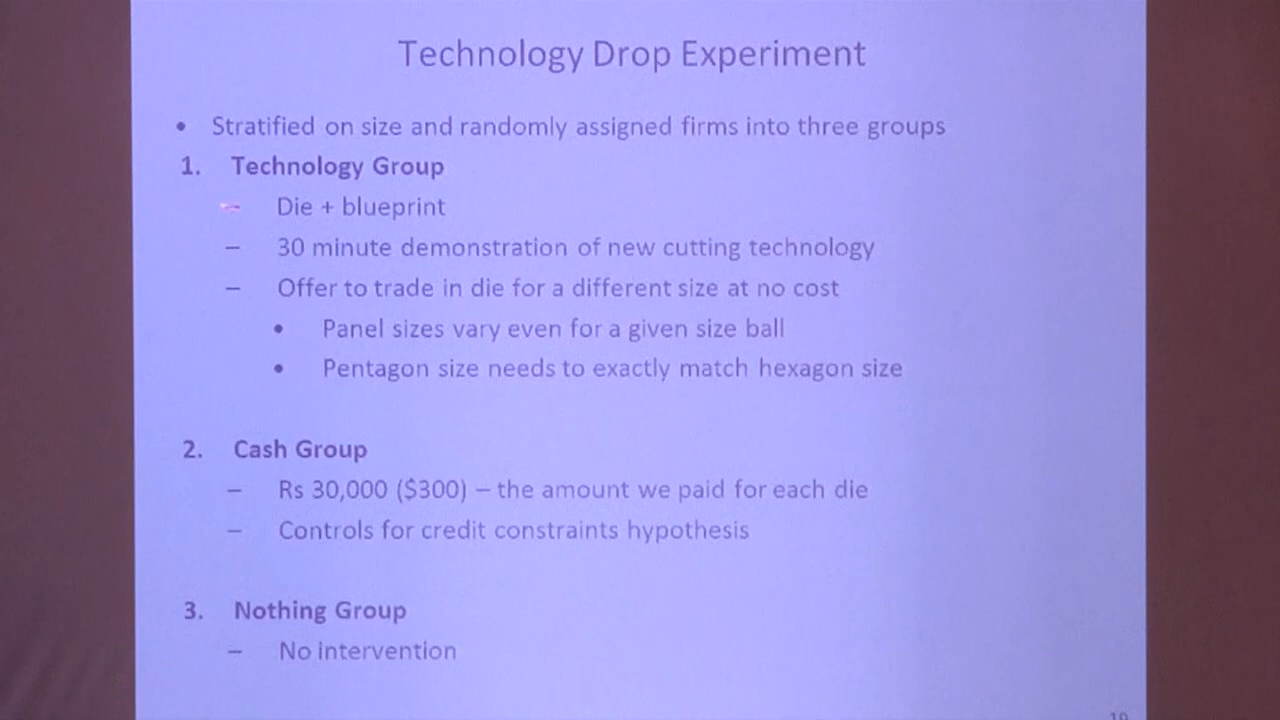 Technology Drop Experiment
• Stratified on size and randomly assigned firms into three groups
1. Technology Group
– Die + blueprint
– 30 minute demonstration of new cutting technology
– Offer to trade in die for a different size at no cost
• Panel sizes vary even for a given size ball
• Pentagon size needs to exactly match hexagon size
2. Cash Group
– Rs 30,000 ($300) – the amount we paid for each die
– Controls for credit constraints hypothesis
3. Nothing Group
– No intervention